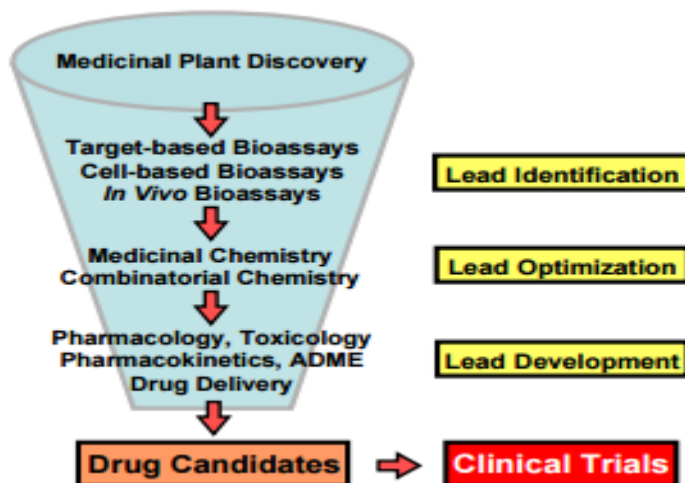 Medicinal Plant Discovery
Target-based Bioassays
Cell-based Bioassays
In Vivo Bioassays
Lead Identification
Medicinal Chemistry
Combinatorial Chemistry
Lead Optimization
Pharmacology, Toxicology
Pharmacokinetics, ADME
Drug Delivery
Lead Development
Drug Candidates
Clinical Trials